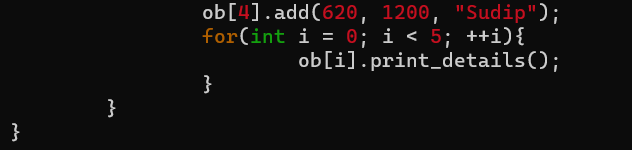 ob[4].add(620, 1200, "Sudip");
for(int i = 0; i < 5; ++i){
ob[i].print_details();
}
}
}